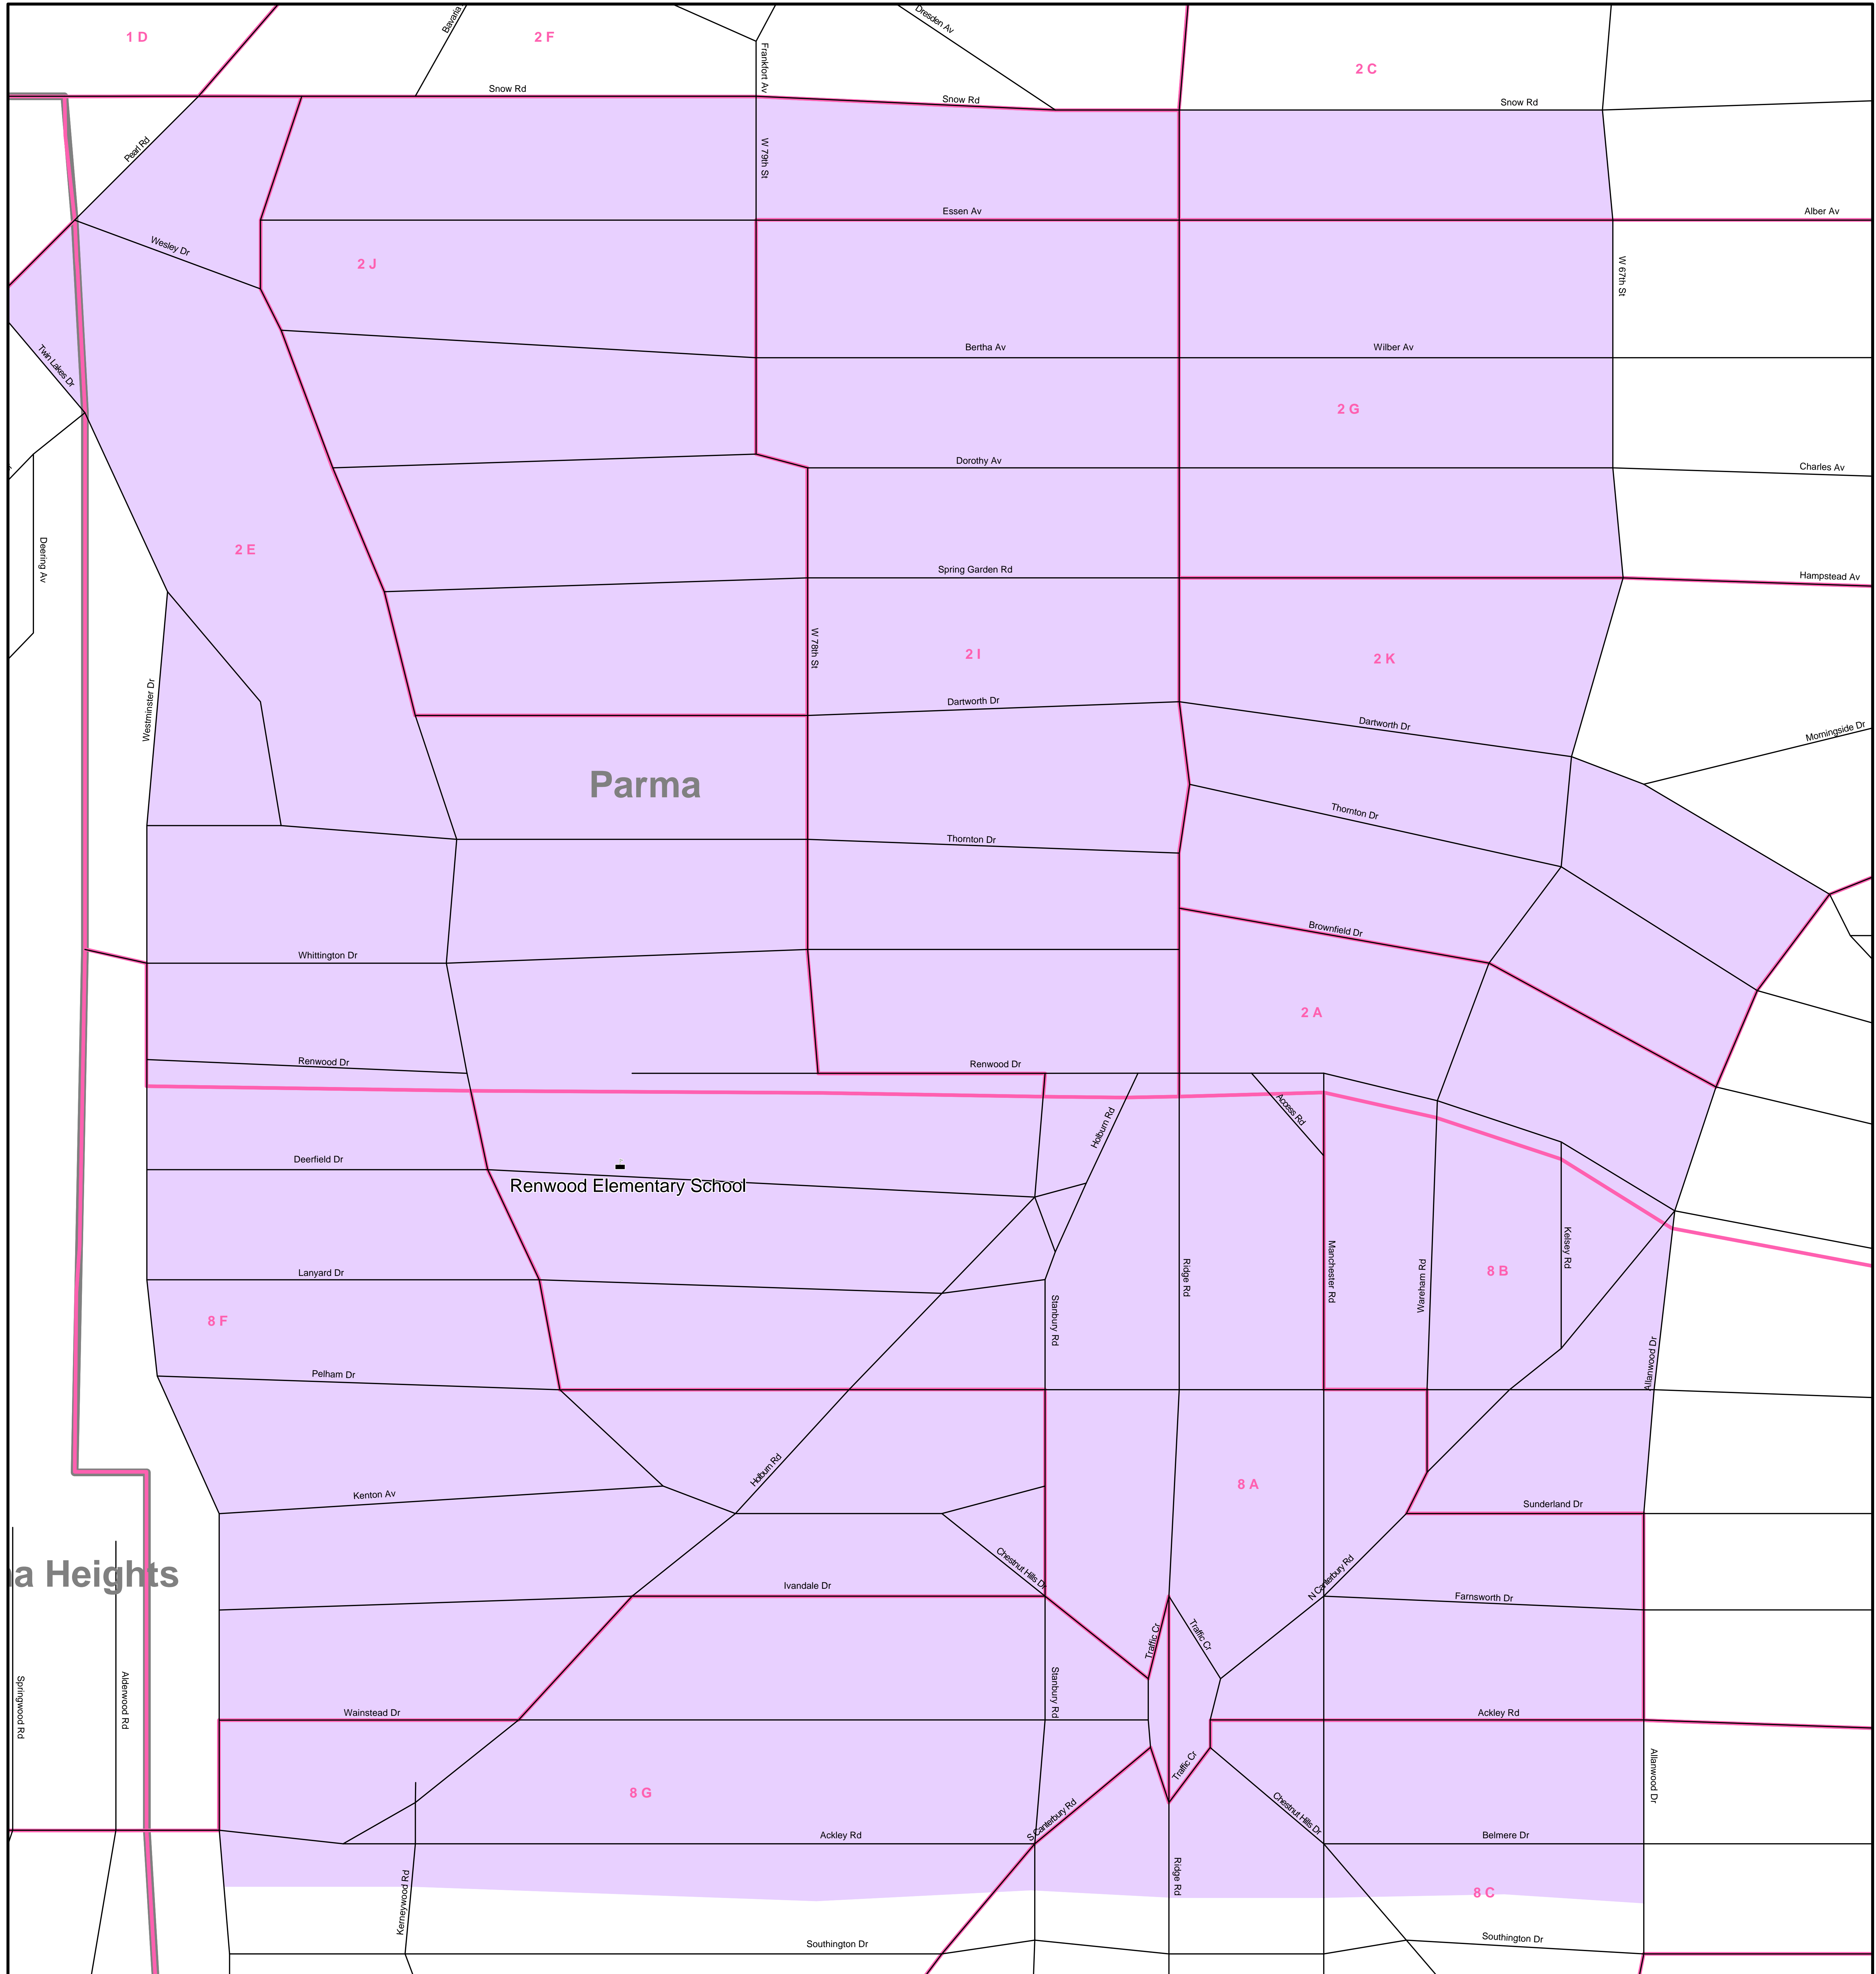 1 D
Bavaria
2 F
Dresden Av
2 C
Frankfort Av
Snow Rd
Snow Rd
Snow Rd
Pearl Rd
W 79th St
Essen Av
Alber Av
Wesley Dr
2 J
W 67th St
Bertha Av
Wilber Av
Twin Lakes Dr
2 G
Dorothy Av
Charles Av
2 E
Deering Av
Spring Garden Rd
Hampstead Av
W 78th St
2 I
2 K
Westminster Dr
Dartworth Dr
Dartworth Dr
Morningside Dr
Parma
Thornton Dr
Thornton Dr
Brownfield Dr
Whittington Dr
2 A
Renwood Dr
Renwood Dr
Access Rd
Holburn Rd
Deerfield Dr
Renwood Elementary School
Kelsey Rd
Ridge Rd
Manchester Rd
Wareham Rd
8 B
Lanyard Dr
Stanbury Rd
8 F
Allanwood Dr
Pelham Dr
Holburn Rd
8 A
Kenton Av
Sunderland Dr
a Heights
Chestnut Hills Dr
N Canterbury Rd
Ivandale Dr
Farnsworth Dr
Traffic Cr
Traffic Cr
Springwood Rd
Alderwood Rd
Stanbury Rd
Wainstead Dr
Ackley Rd
Traffic Cr
Allanwood Dr
8 G
S Canterbury Rd
Chestnut Hills Dr
Ackley Rd
Belmere Dr
Kerneywood Rd
Ridge Rd
8 C
Southington Dr
Southington Dr